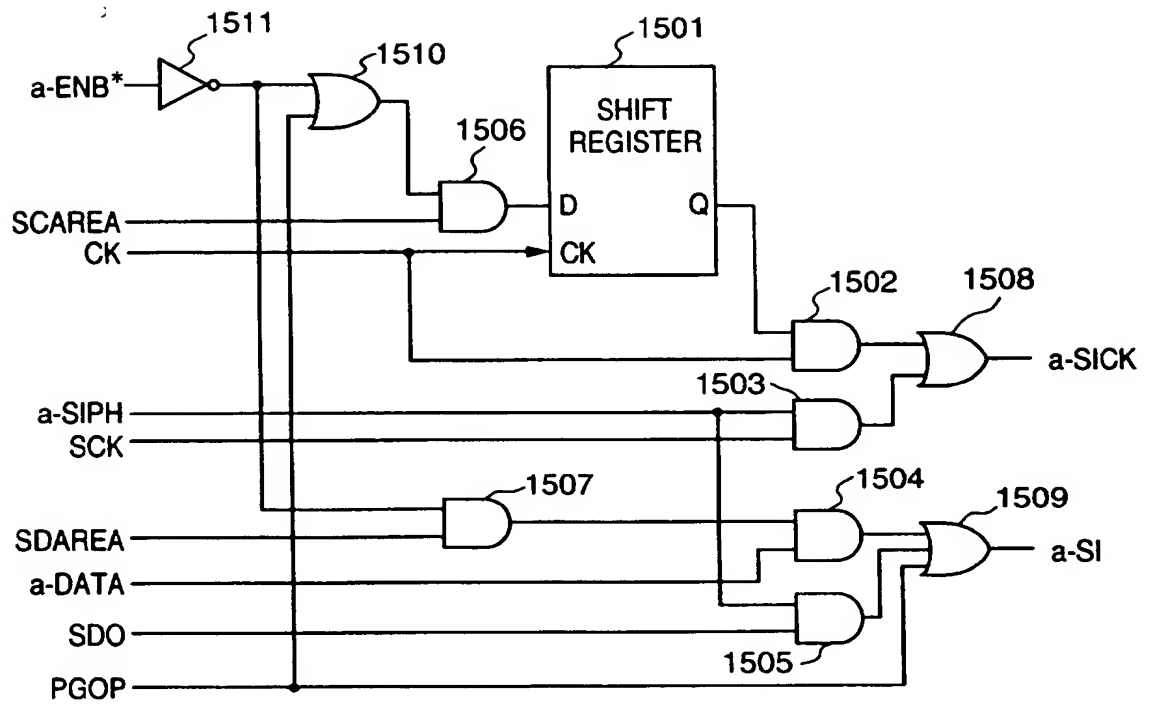 1511
1501
1510
a-ENB*
SHIFT
REGISTER
1506
D
Q
SCAREA
CK
CK
1502
1508
a-SICK
1503
a-SIPH
SCK
1507
1504
1509
SDAREA
a-SI
a-DATA
SDO
1505
PGOP